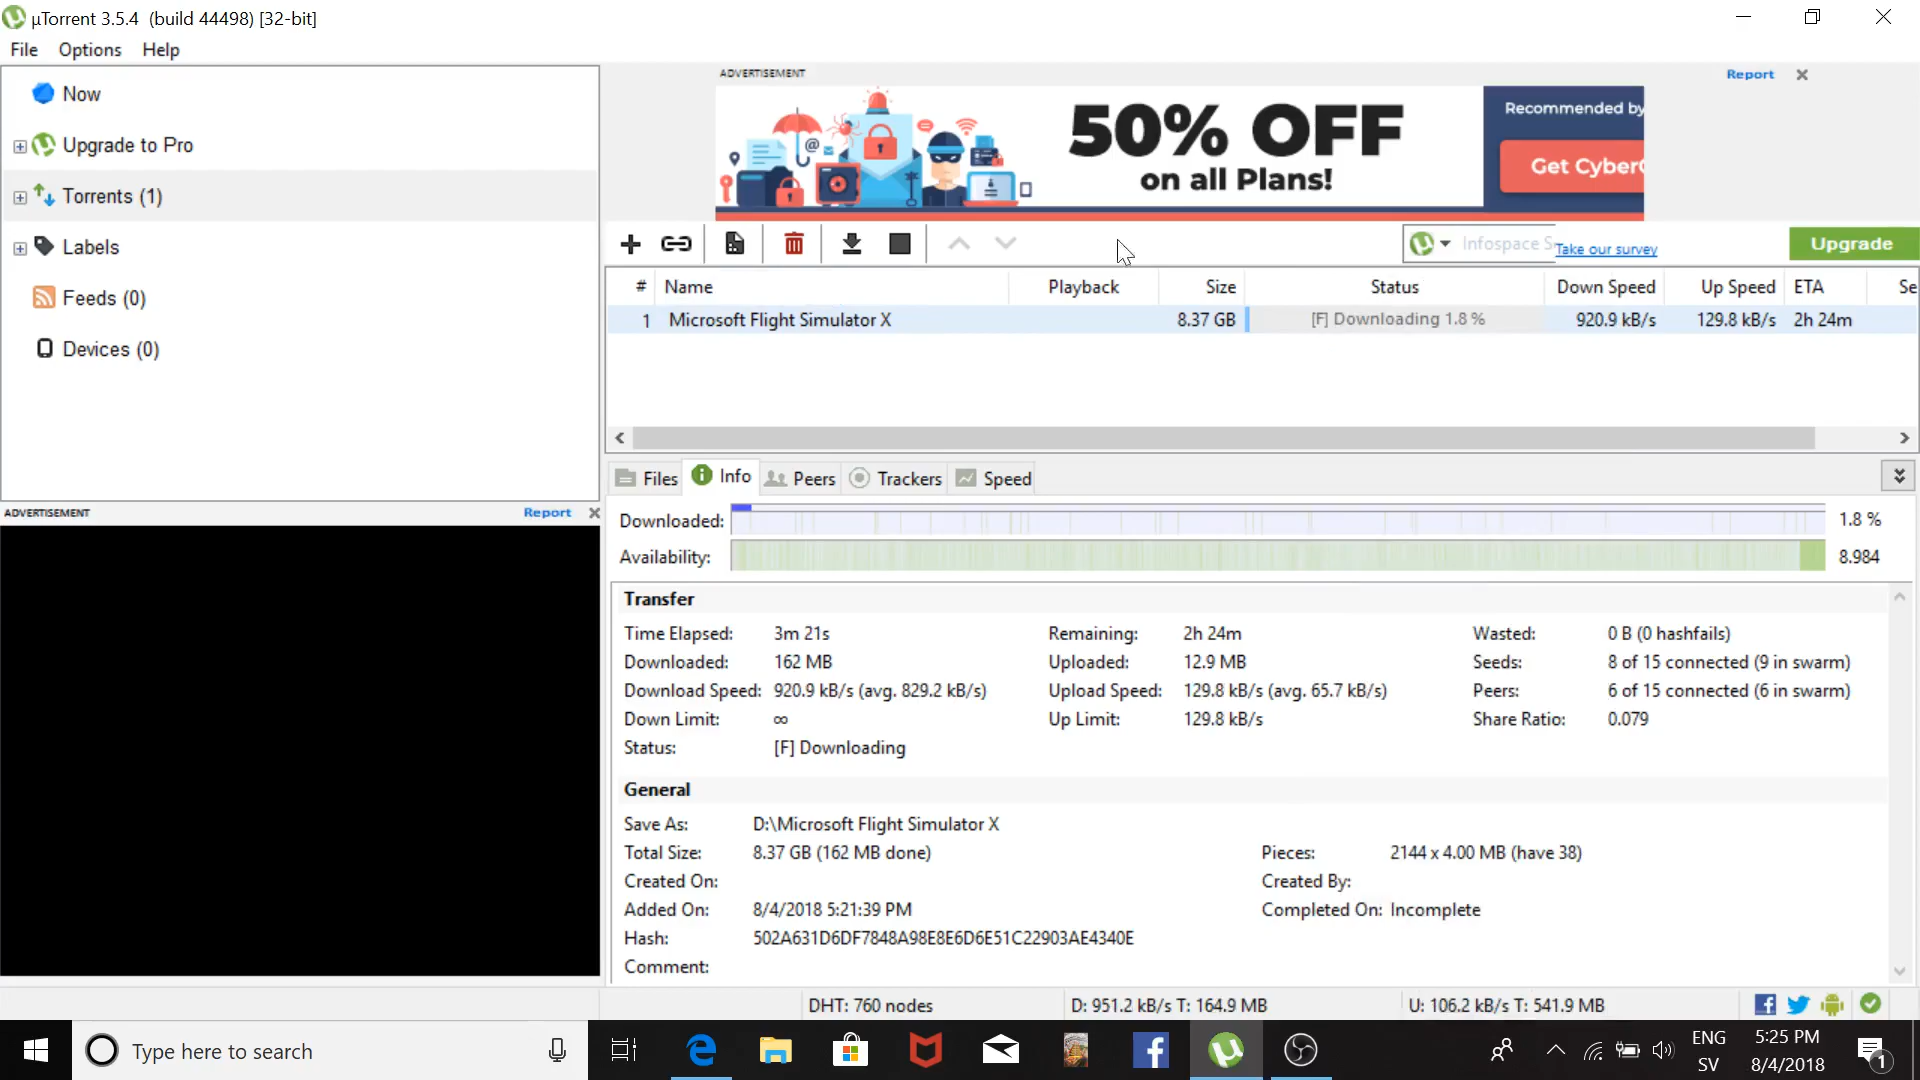 µTorrent 3.5.4 (build 44498) [32-bit]
File Options Help
Now
Upgrade to Pro
Torrents (1)
Labels
Feeds (0)
Devices (0)
ADVERTISEMENT Report
ADVERTISEMENT Report
50% OFF
on all Plans!
Recommended by
Get Cyber
Infospace S
Take our survey
Upgrade
# Name Playback Size Status Down Speed Up Speed ETA Se
1 Microsoft Flight Simulator X 8.37 GB [F] Downloading 1.8 % 920.9 kB/s 129.8 kB/s 2h 24m
Files Info Peers Trackers Speed
Downloaded: 1.8 %
Availability: 8.984
Transfer
Time Elapsed: 3m 21s Remaining: 2h 24m Wasted: 0 B (0 hashfails)
Downloaded: 162 MB Uploaded: 12.9 MB Seeds: 8 of 15 connected (9 in swarm)
Download Speed: 920.9 kB/s (avg. 829.2 kB/s) Upload Speed: 129.8 kB/s (avg. 65.7 kB/s) Peers: 6 of 15 connected (6 in swarm)
Down Limit: ∞ Up Limit: 129.8 kB/s Share Ratio: 0.079
Status: [F] Downloading
General
Save As: D:\Microsoft Flight Simulator X
Total Size: 8.37 GB (162 MB done) Pieces: 2144 x 4.00 MB (have 38)
Created On: Created By:
Added On: 8/4/2018 5:21:39 PM Completed On: Incomplete
Hash: 502A631D6DF7848A98E8E6D6E51C22903AE4340E
Comment:
DHT: 760 nodes D: 951.2 kB/s T: 164.9 MB U: 106.2 kB/s T: 541.9 MB
Type here to search
ENG
SV
5:25 PM
8/4/2018
1